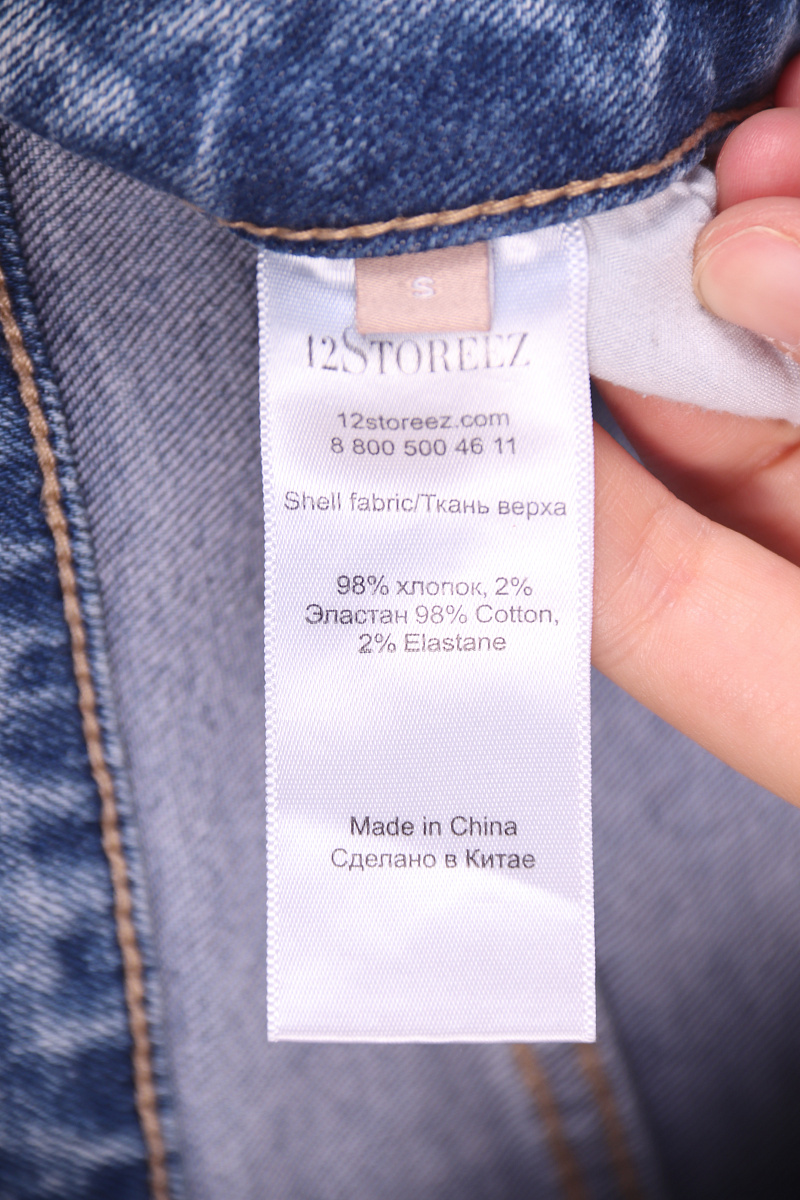 S
12STOREEZ
12storeez.com
8 800 500 46 11
Shell fabric/Ткань верха
98% хлопок, 2%
Эластан 98% Cotton,
2% Elastane
Made in China
Сделано в Китае